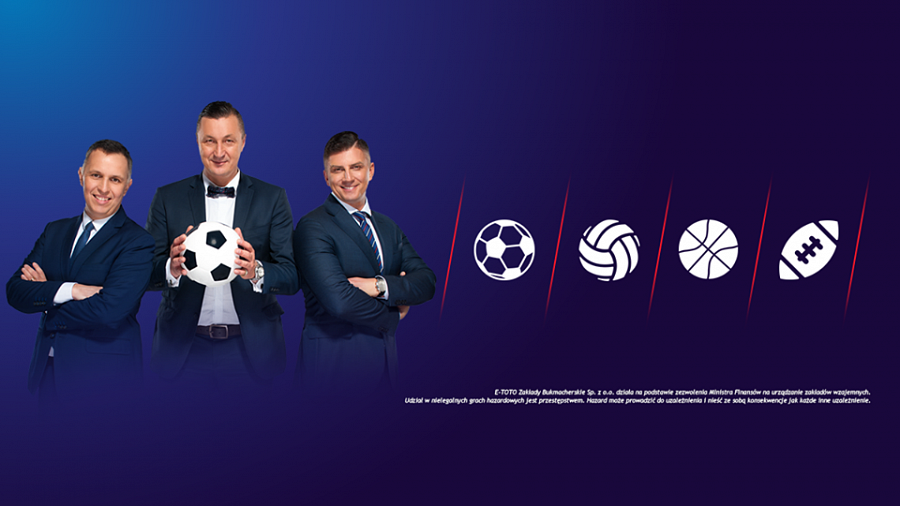 E-TOTO Zakłady Bukmacherskie Sp. z o.o. działa na podstawie zezwolenia Ministra Finansów na urządzanie zakładów wzajemnych.
Udział w nielegalnych grach hazardowych jest przestępstwem. Hazard może prowadzić do uzależnienia i nieść ze sobą konsekwencje jak każde inne uzależnienie.